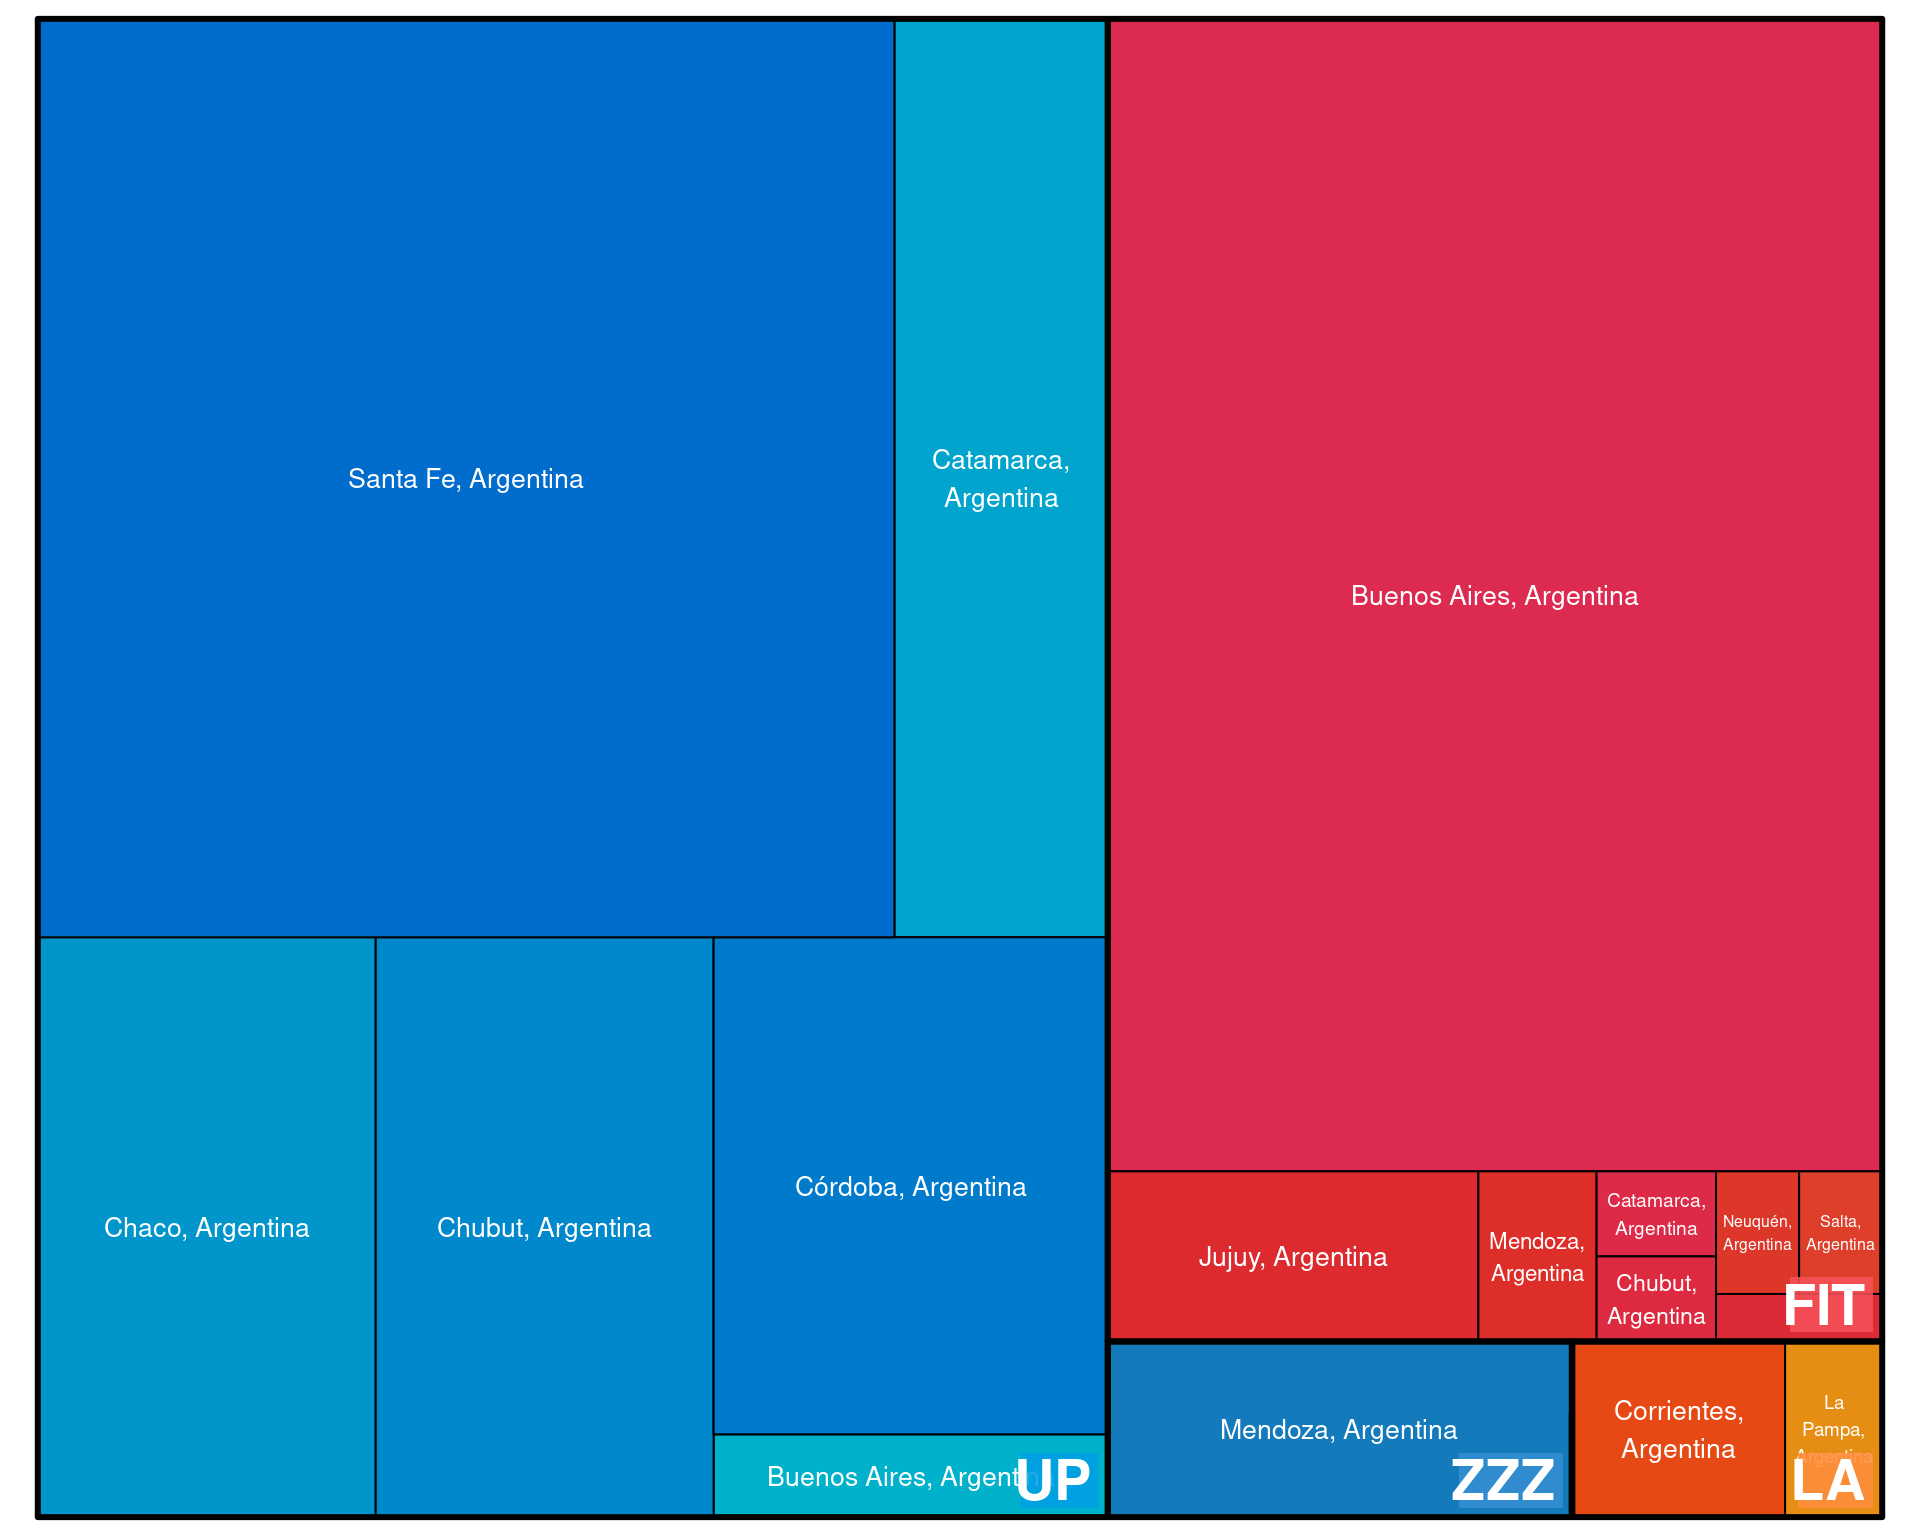 Santa Fe, Argentina
Catamarca,
Argentina
Chaco, Argentina
Chubut, Argentina
Córdoba, Argentina
Buenos Aires, Argentina
UP
Buenos Aires, Argentina
Jujuy, Argentina
Mendoza,
Argentina
Catamarca,
Argentina
Chubut,
Argentina
Neuquén,
Argentina
Salta,
Argentina
FIT
Mendoza, Argentina
ZZZ
Corrientes,
Argentina
La
Pampa,
Argentina
LA